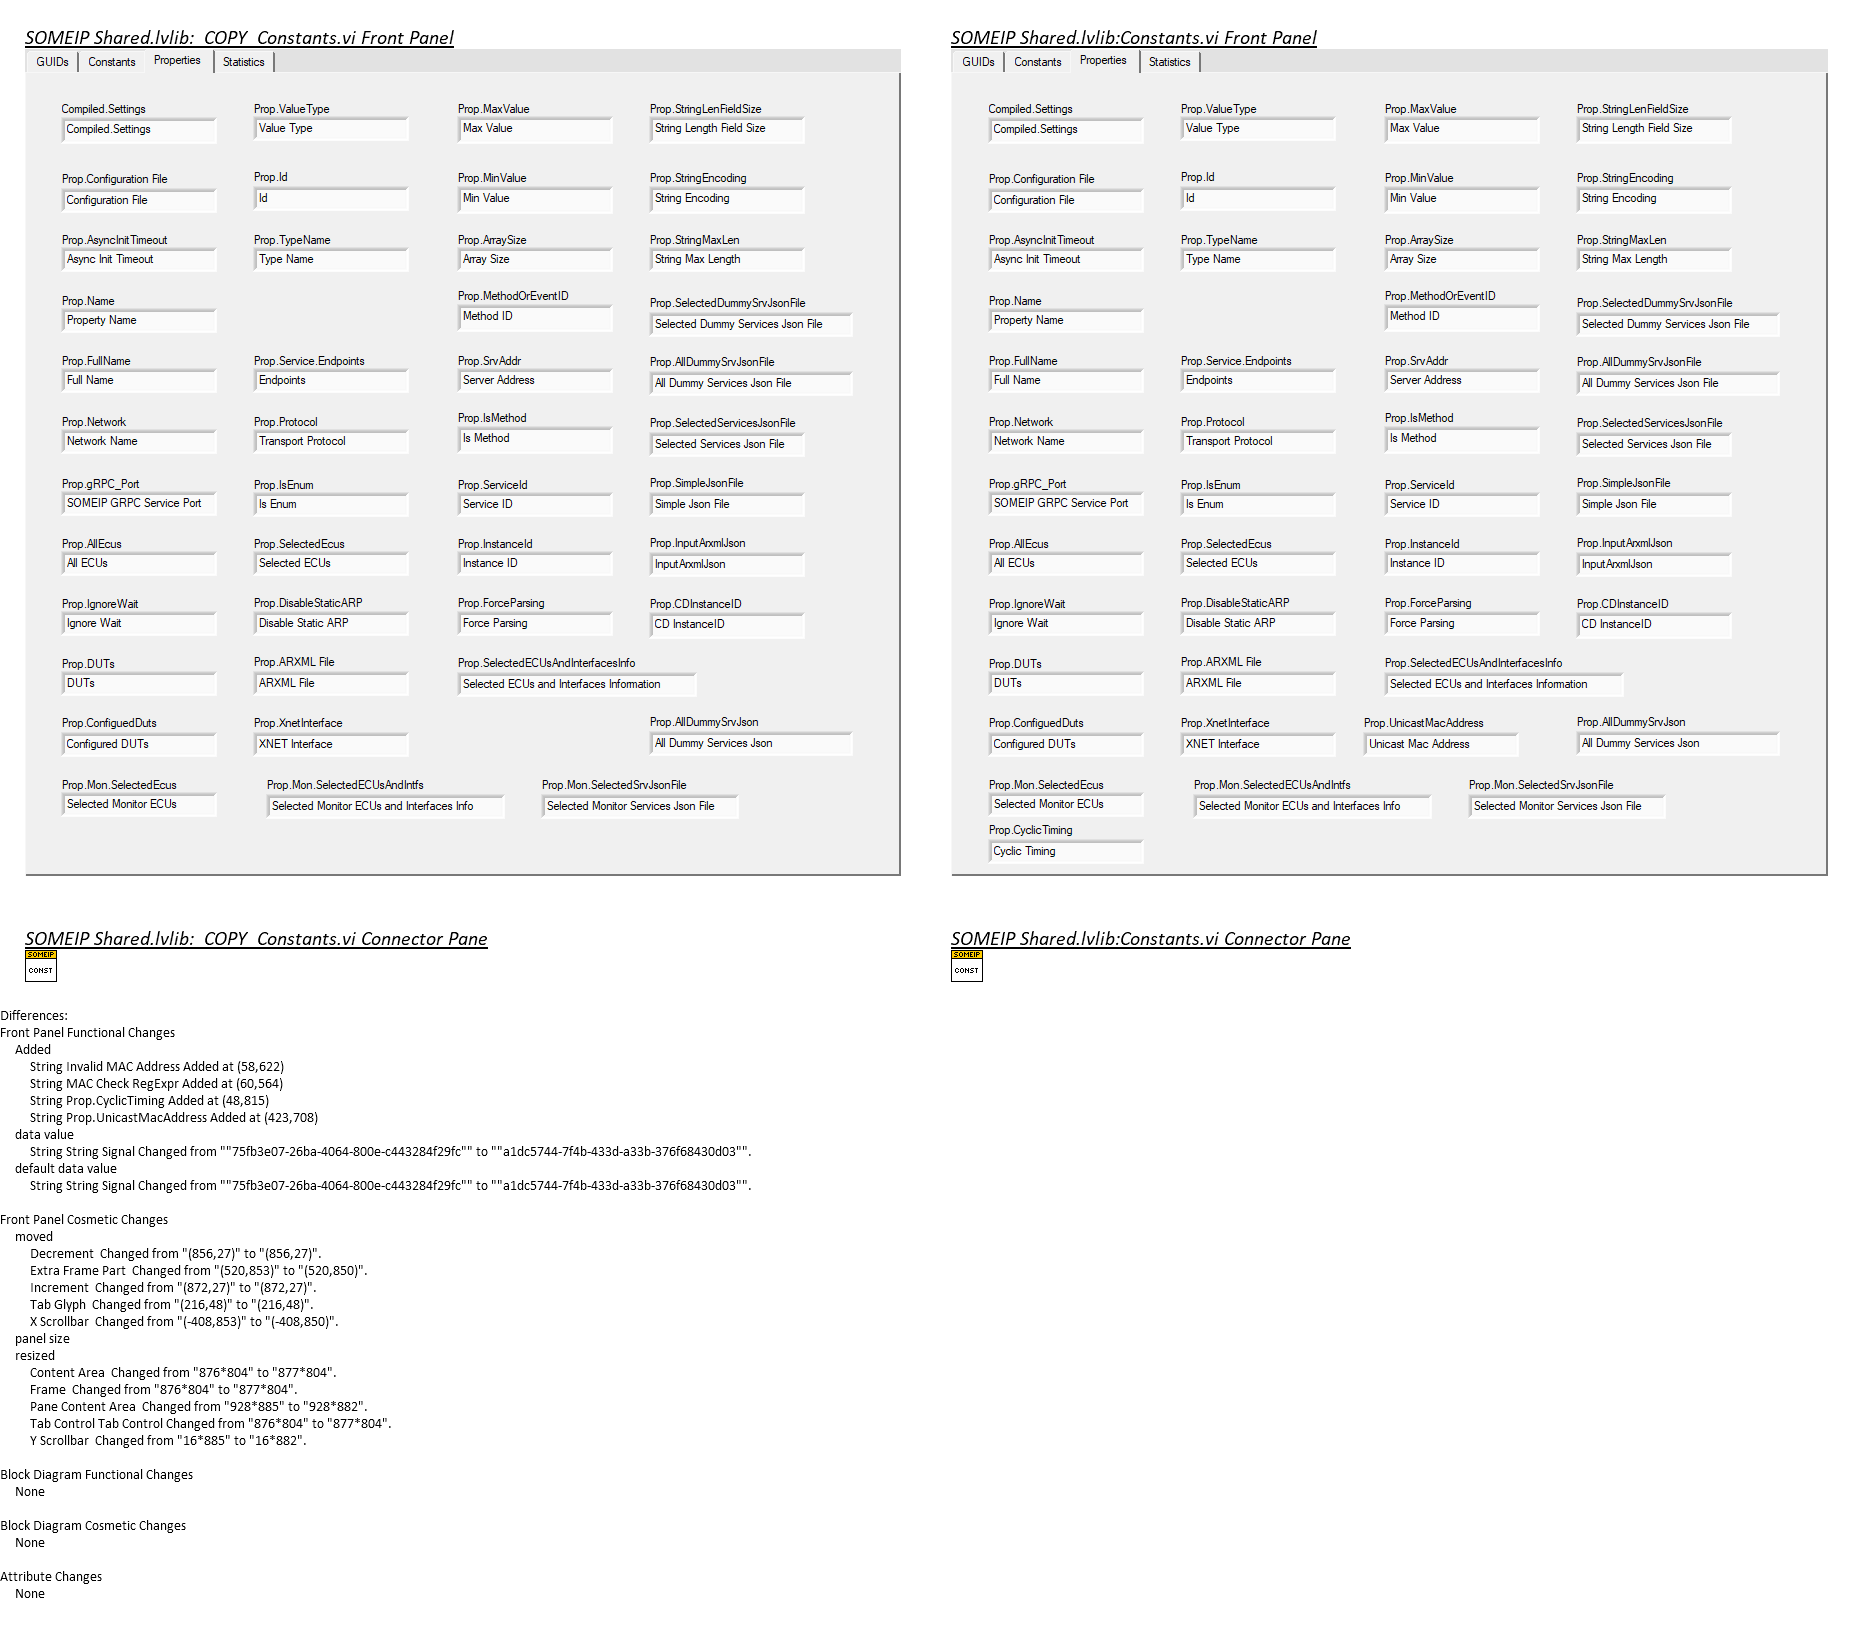 SOMEIP Shared.lvlib:_COPY_Constants.vi Front Panel
GUIDs Constants Properties Statistics
Compiled.Settings Prop.ValueType Prop.MaxValue Prop.StringLenFieldSize
Compiled.Settings Value Type Max Value String Length Field Size
Prop.Configuration File Prop.Id Prop.MinValue Prop.StringEncoding
Configuration File Id Min Value String Encoding
Prop.AsyncInitTimeout Prop.TypeName Prop.ArraySize Prop.StringMaxLen
Async Init Timeout Type Name Array Size String Max Length
Prop.Name Prop.MethodOrEventID Prop.SelectedDummySrvJsonFile
Property Name Method ID Selected Dummy Services Json File
Prop.FullName Prop.Service.Endpoints Prop.SrvAddr Prop.AllDummySrvJsonFile
Full Name Endpoints Server Address All Dummy Services Json File
Prop.Network Prop.Protocol Prop.IsMethod Prop.SelectedServicesJsonFile
Network Name Transport Protocol Is Method Selected Services Json File
Prop.gRPC_Port Prop.IsEnum Prop.ServiceId Prop.SimpleJsonFile
SOMEIP GRPC Service Port Is Enum Service ID Simple Json File
Prop.AllEcus Prop.SelectedEcus Prop.InstanceId Prop.InputArxmlJson
All ECUs Selected ECUs Instance ID InputArxmlJson
Prop.IgnoreWait Prop.DisableStaticARP Prop.ForceParsing Prop.CDInstanceID
Ignore Wait Disable Static ARP Force Parsing CD InstanceID
Prop.DUTs Prop.ARXML File Prop.SelectedECUsAndInterfacesInfo
DUTs ARXML File Selected ECUs and Interfaces Information
Prop.ConfiguedDuts Prop.XnetInterface Prop.AllDummySrvJson
Configured DUTs XNET Interface All Dummy Services Json
Prop.Mon.SelectedEcus Prop.Mon.SelectedECUsAndIntfs Prop.Mon.SelectedSrvJsonFile
Selected Monitor ECUs Selected Monitor ECUs and Interfaces Info Selected Monitor Services Json File
SOMEIP Shared.lvlib:Constants.vi Front Panel
GUIDs Constants Properties Statistics
Compiled.Settings Prop.ValueType Prop.MaxValue Prop.StringLenFieldSize
Compiled.Settings Value Type Max Value String Length Field Size
Prop.Configuration File Prop.Id Prop.MinValue Prop.StringEncoding
Configuration File Id Min Value String Encoding
Prop.AsyncInitTimeout Prop.TypeName Prop.ArraySize Prop.StringMaxLen
Async Init Timeout Type Name Array Size String Max Length
Prop.Name Prop.MethodOrEventID Prop.SelectedDummySrvJsonFile
Property Name Method ID Selected Dummy Services Json File
Prop.FullName Prop.Service.Endpoints Prop.SrvAddr Prop.AllDummySrvJsonFile
Full Name Endpoints Server Address All Dummy Services Json File
Prop.Network Prop.Protocol Prop.IsMethod Prop.SelectedServicesJsonFile
Network Name Transport Protocol Is Method Selected Services Json File
Prop.gRPC_Port Prop.IsEnum Prop.ServiceId Prop.SimpleJsonFile
SOMEIP GRPC Service Port Is Enum Service ID Simple Json File
Prop.AllEcus Prop.SelectedEcus Prop.InstanceId Prop.InputArxmlJson
All ECUs Selected ECUs Instance ID InputArxmlJson
Prop.IgnoreWait Prop.DisableStaticARP Prop.ForceParsing Prop.CDInstanceID
Ignore Wait Disable Static ARP Force Parsing CD InstanceID
Prop.DUTs Prop.ARXML File Prop.SelectedECUsAndInterfacesInfo
DUTs ARXML File Selected ECUs and Interfaces Information
Prop.ConfiguedDuts Prop.XnetInterface Prop.UnicastMacAddress Prop.AllDummySrvJson
Configured DUTs XNET Interface Unicast Mac Address All Dummy Services Json
Prop.Mon.SelectedEcus Prop.Mon.SelectedECUsAndIntfs Prop.Mon.SelectedSrvJsonFile
Selected Monitor ECUs Selected Monitor ECUs and Interfaces Info Selected Monitor Services Json File
Prop.CyclicTiming
Cyclic Timing
SOMEIP Shared.lvlib:_COPY_Constants.vi Connector Pane
SOMEIP
CONST
SOMEIP Shared.lvlib:Constants.vi Connector Pane
SOMEIP
CONST
Differences:
Front Panel Functional Changes
Added
String Invalid MAC Address Added at (58,622)
String MAC Check RegExpr Added at (60,564)
String Prop.CyclicTiming Added at (48,815)
String Prop.UnicastMacAddress Added at (423,708)
data value
String String Signal Changed from ""75fb3e07-26ba-4064-800e-c443284f29fc"" to ""a1dc5744-7f4b-433d-a33b-376f68430d03"".
default data value
String String Signal Changed from ""75fb3e07-26ba-4064-800e-c443284f29fc"" to ""a1dc5744-7f4b-433d-a33b-376f68430d03"".
Front Panel Cosmetic Changes
moved
Decrement  Changed from "(856,27)" to "(856,27)".
Extra Frame Part  Changed from "(520,853)" to "(520,850)".
Increment  Changed from "(872,27)" to "(872,27)".
Tab Glyph  Changed from "(216,48)" to "(216,48)".
X Scrollbar  Changed from "(-408,853)" to "(-408,850)".
panel size
resized
Content Area  Changed from "876*804" to "877*804".
Frame  Changed from "876*804" to "877*804".
Pane Content Area  Changed from "928*885" to "928*882".
Tab Control Tab Control Changed from "876*804" to "877*804".
Y Scrollbar  Changed from "16*885" to "16*882".
Block Diagram Functional Changes
None
Block Diagram Cosmetic Changes
None
Attribute Changes
None